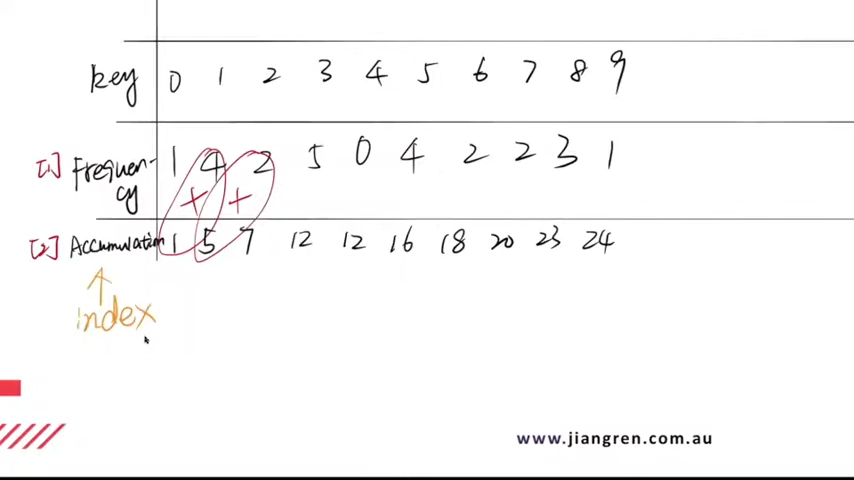 key 0 1 2 3 4 5 6 7 8 9
[1] Frequen-
cy 1 4 2 5 0 4 2 2 3 1
+ +
[2] Accumulation 1 5 7 12 12 16 18 20 23 24
index
www.jiangren.com.au